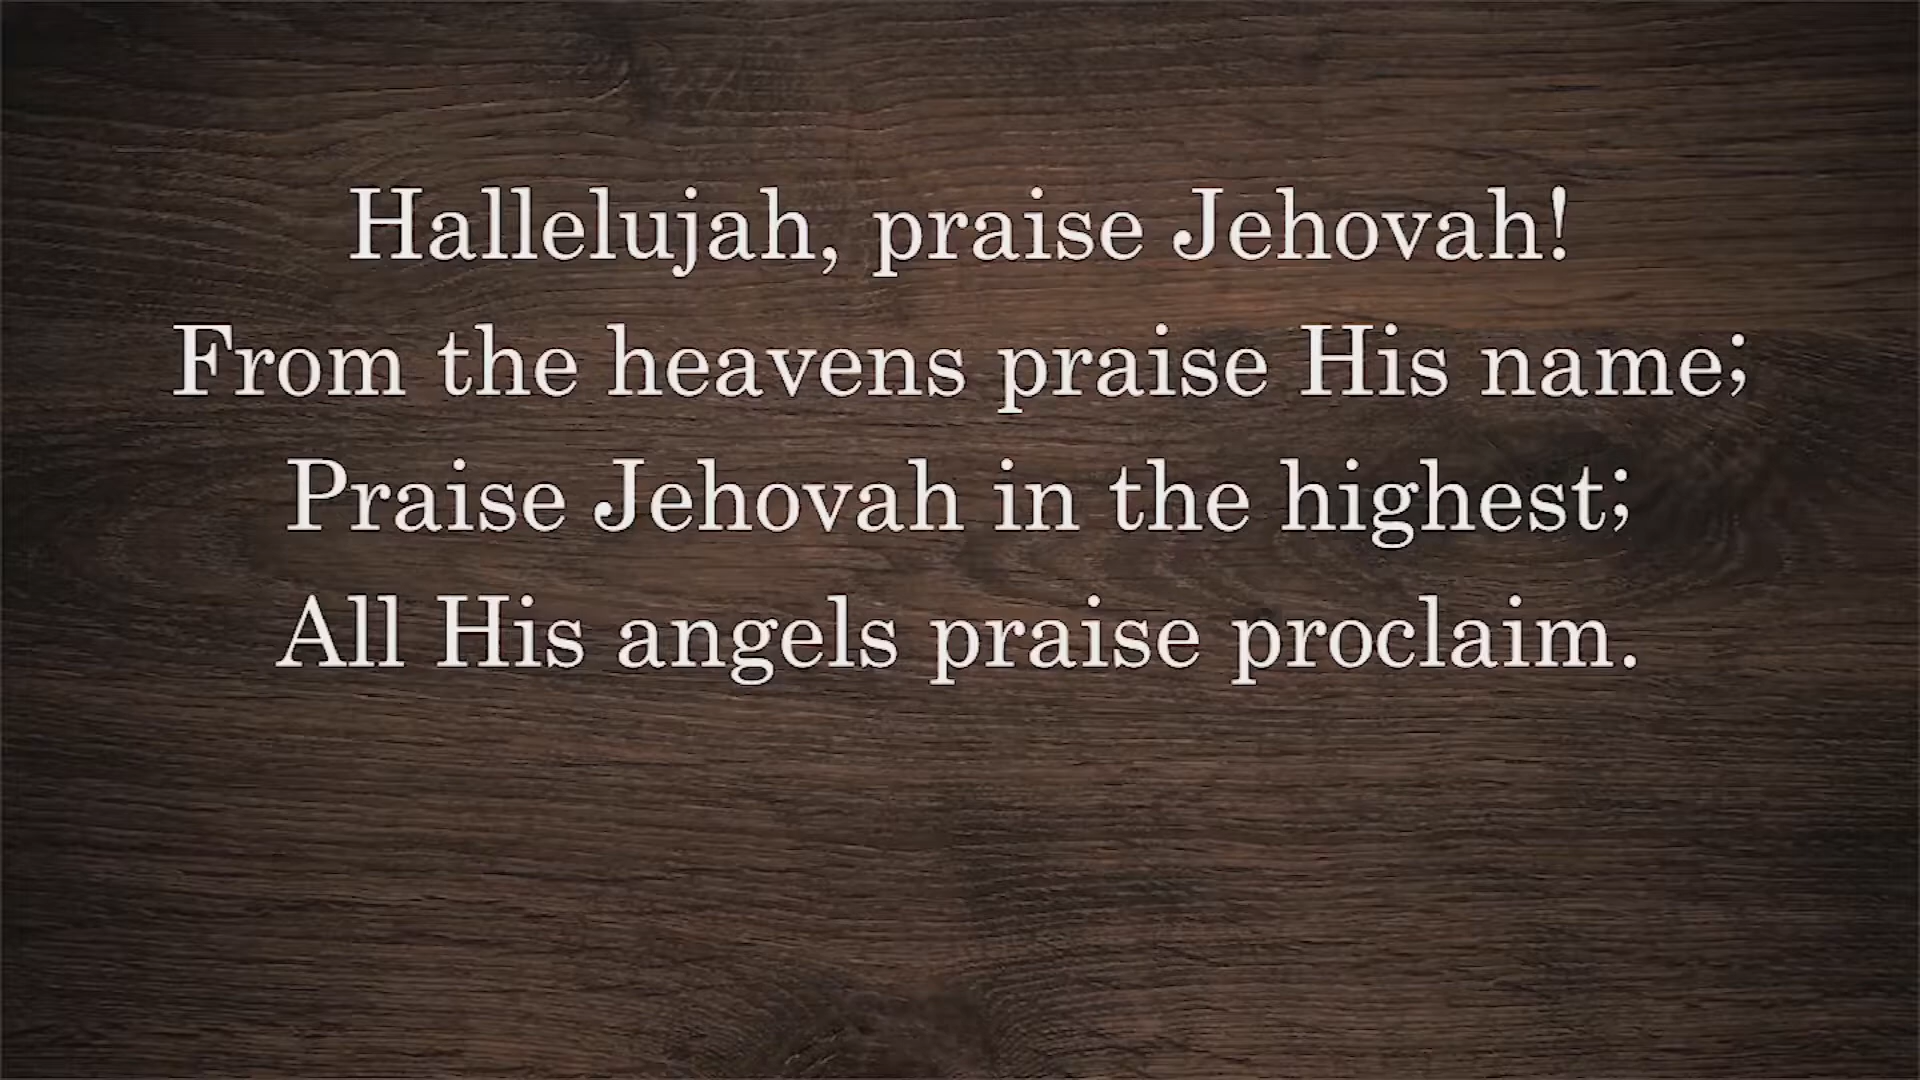 Hallelujah, praise Jehovah!
From the heavens praise His name;
Praise Jehovah in the highest;
All His angels praise proclaim.